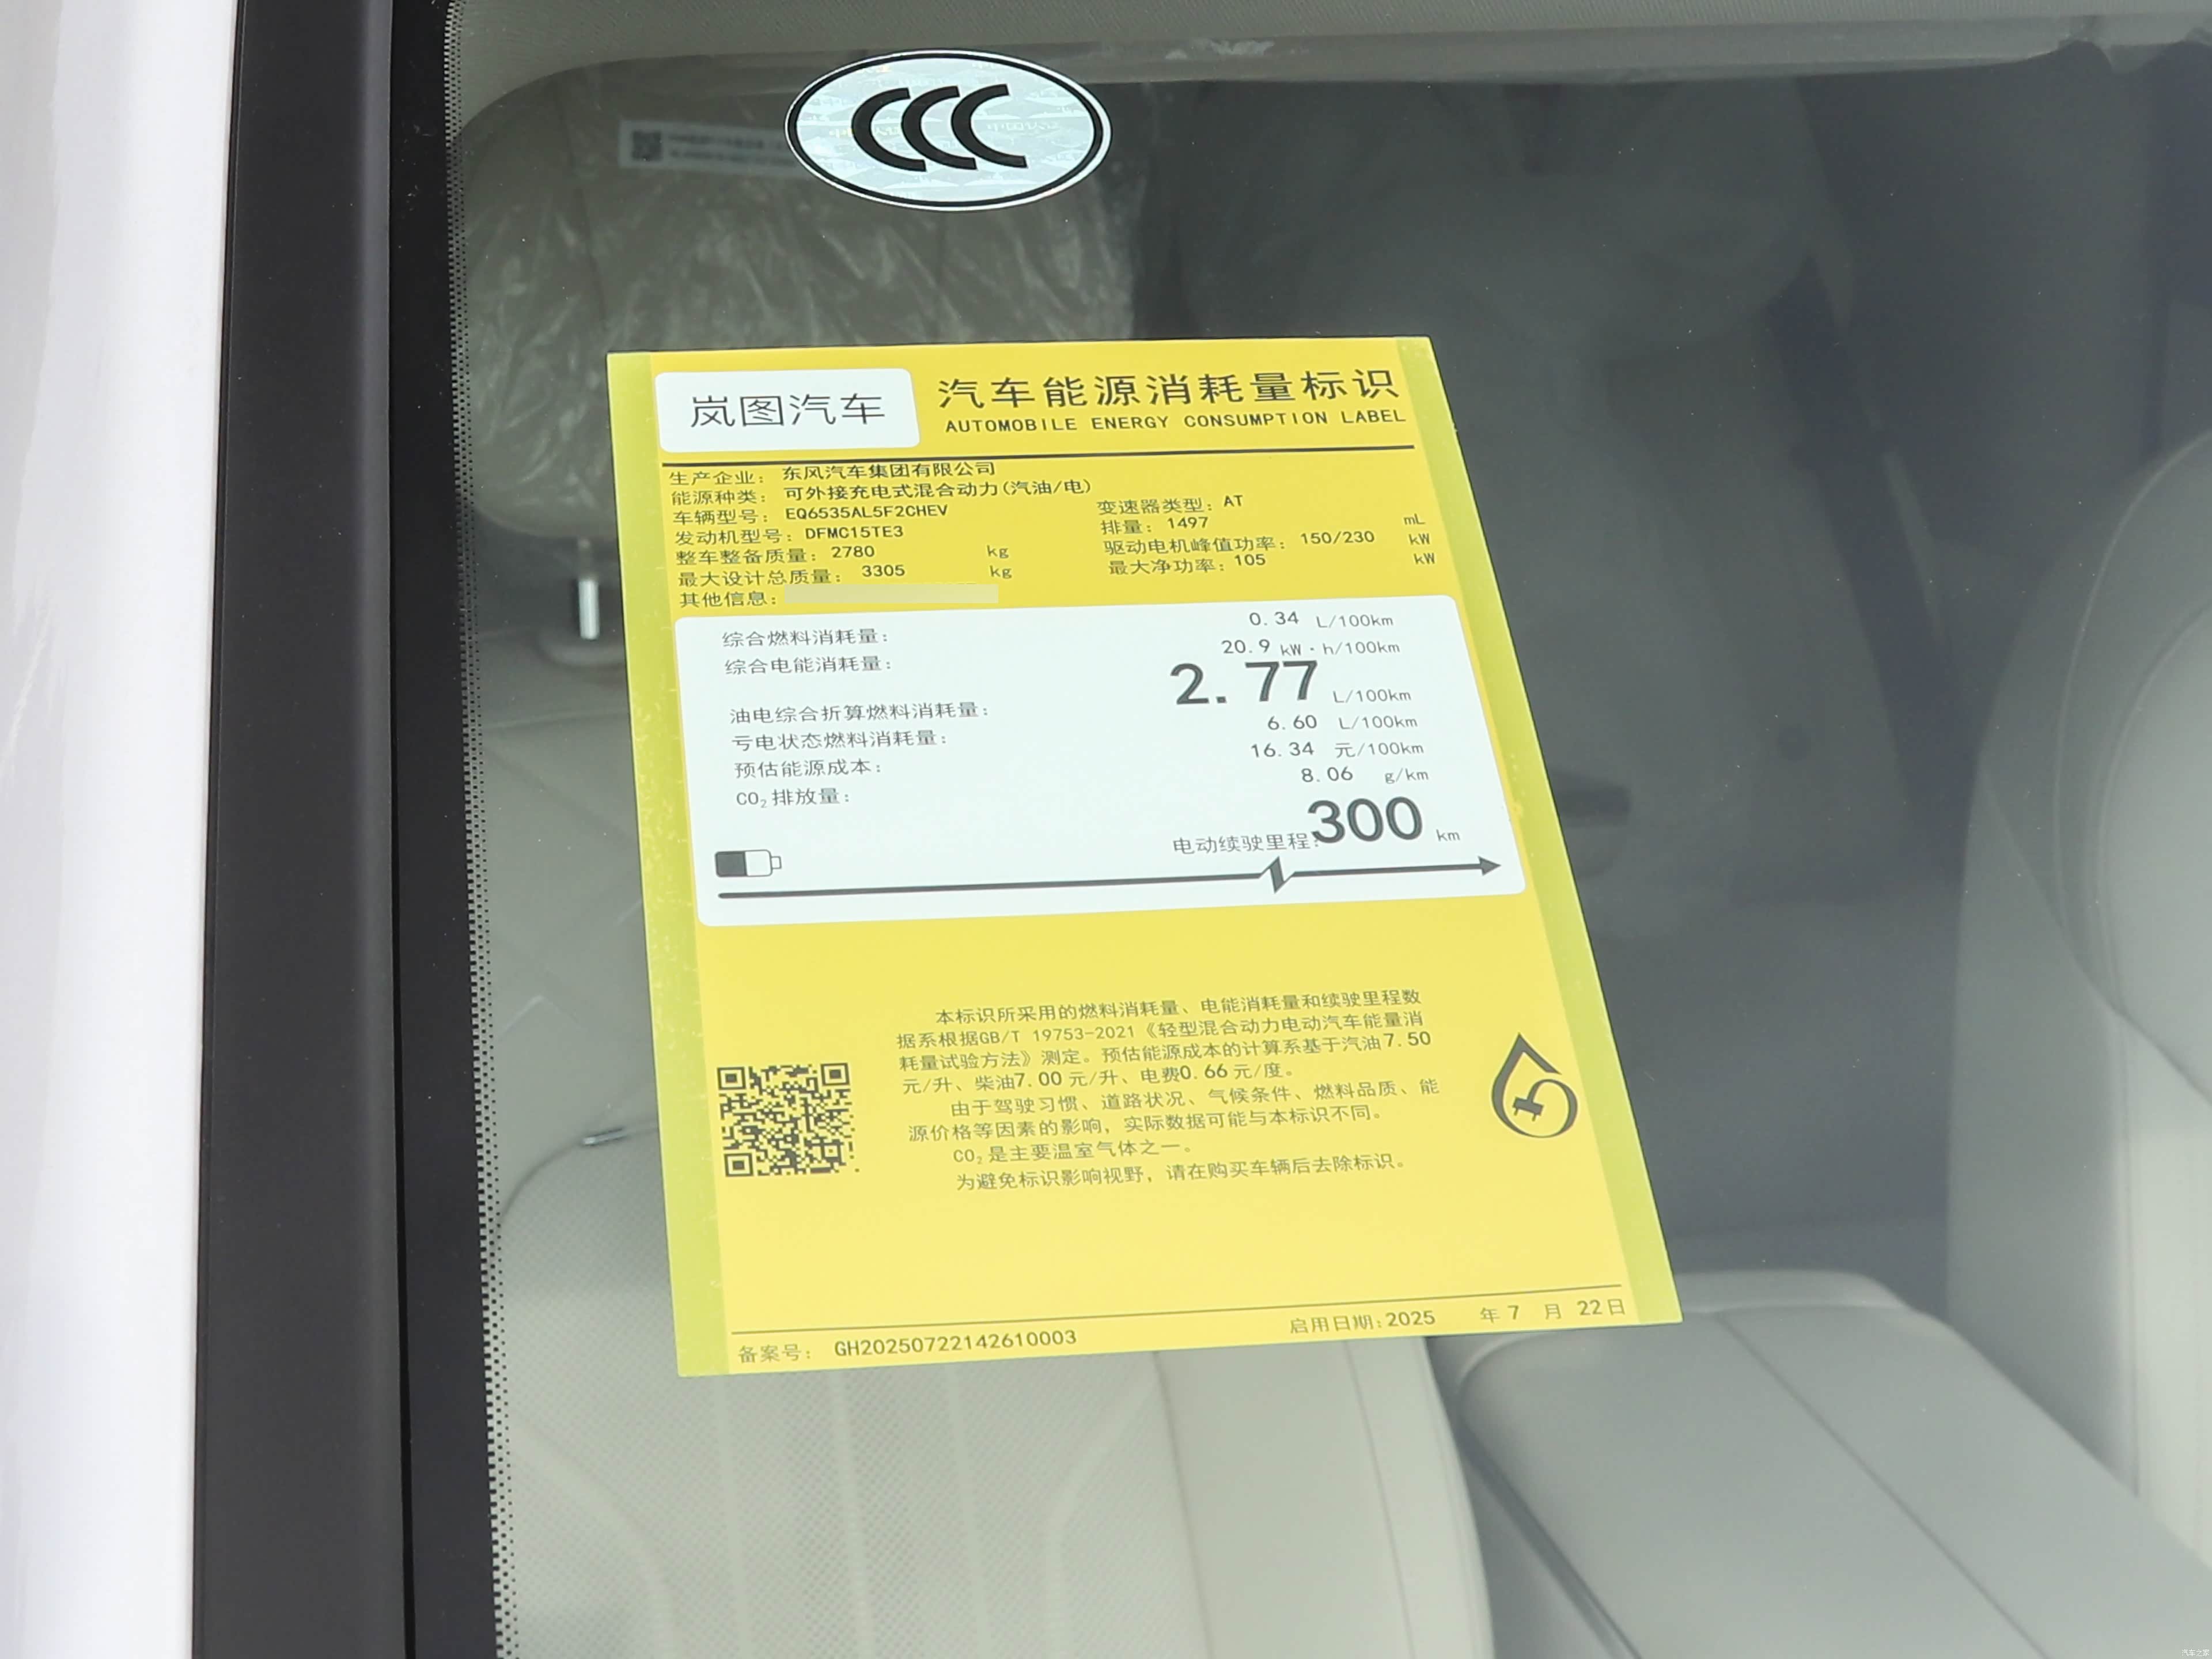 CCC
岚图汽车
汽车能源消耗量标识
AUTOMOBILE ENERGY CONSUMPTION LABEL
生产企业: 东风汽车集团有限公司
能源种类: 可外接充电式混合动力(汽油/电)
车辆型号: EQ6535AL5F2CHEV 变速器类型: AT
发动机型号: DFMC15TE3 排量: 1497 mL
整车整备质量: 2780 kg 驱动电机峰值功率: 150/230 kW
最大设计总质量: 3305 kg 最大净功率: 105 kW
其他信息:
综合燃料消耗量: 0.34 L/100km
综合电能消耗量: 20.9 kW·h/100km
油电综合折算燃料消耗量: 2.77 L/100km
亏电状态燃料消耗量: 6.60 L/100km
预估能源成本: 16.34 元/100km
CO₂排放量: 8.06 g/km
电动续驶里程: 300 km
本标识所采用的燃料消耗量、电能消耗量和续驶里程数
据系根据GB/T 19753-2021《轻型混合动力电动汽车能量消
耗量试验方法》测定。预估能源成本的计算系基于汽油7.50
元/升、柴油7.00 元/升、电费0.66 元/度。
由于驾驶习惯、道路状况、气候条件、燃料品质、能
源价格等因素的影响，实际数据可能与本标识不同。
CO₂是主要温室气体之一。
为避免标识影响视野，请在购买车辆后去除标识。
备案号: GH20250722142610003 启用日期: 2025 年 7 月 22 日
汽车之家